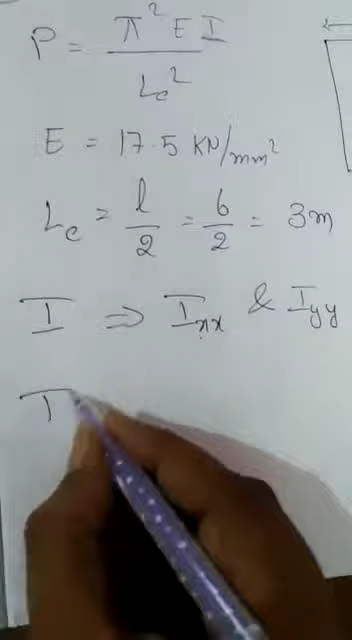 P = π² E I / Le²
E = 17.5 KN/mm²
Le = l/2 = 6/2 = 3m
I ⇒ Ixx & Iyy
I